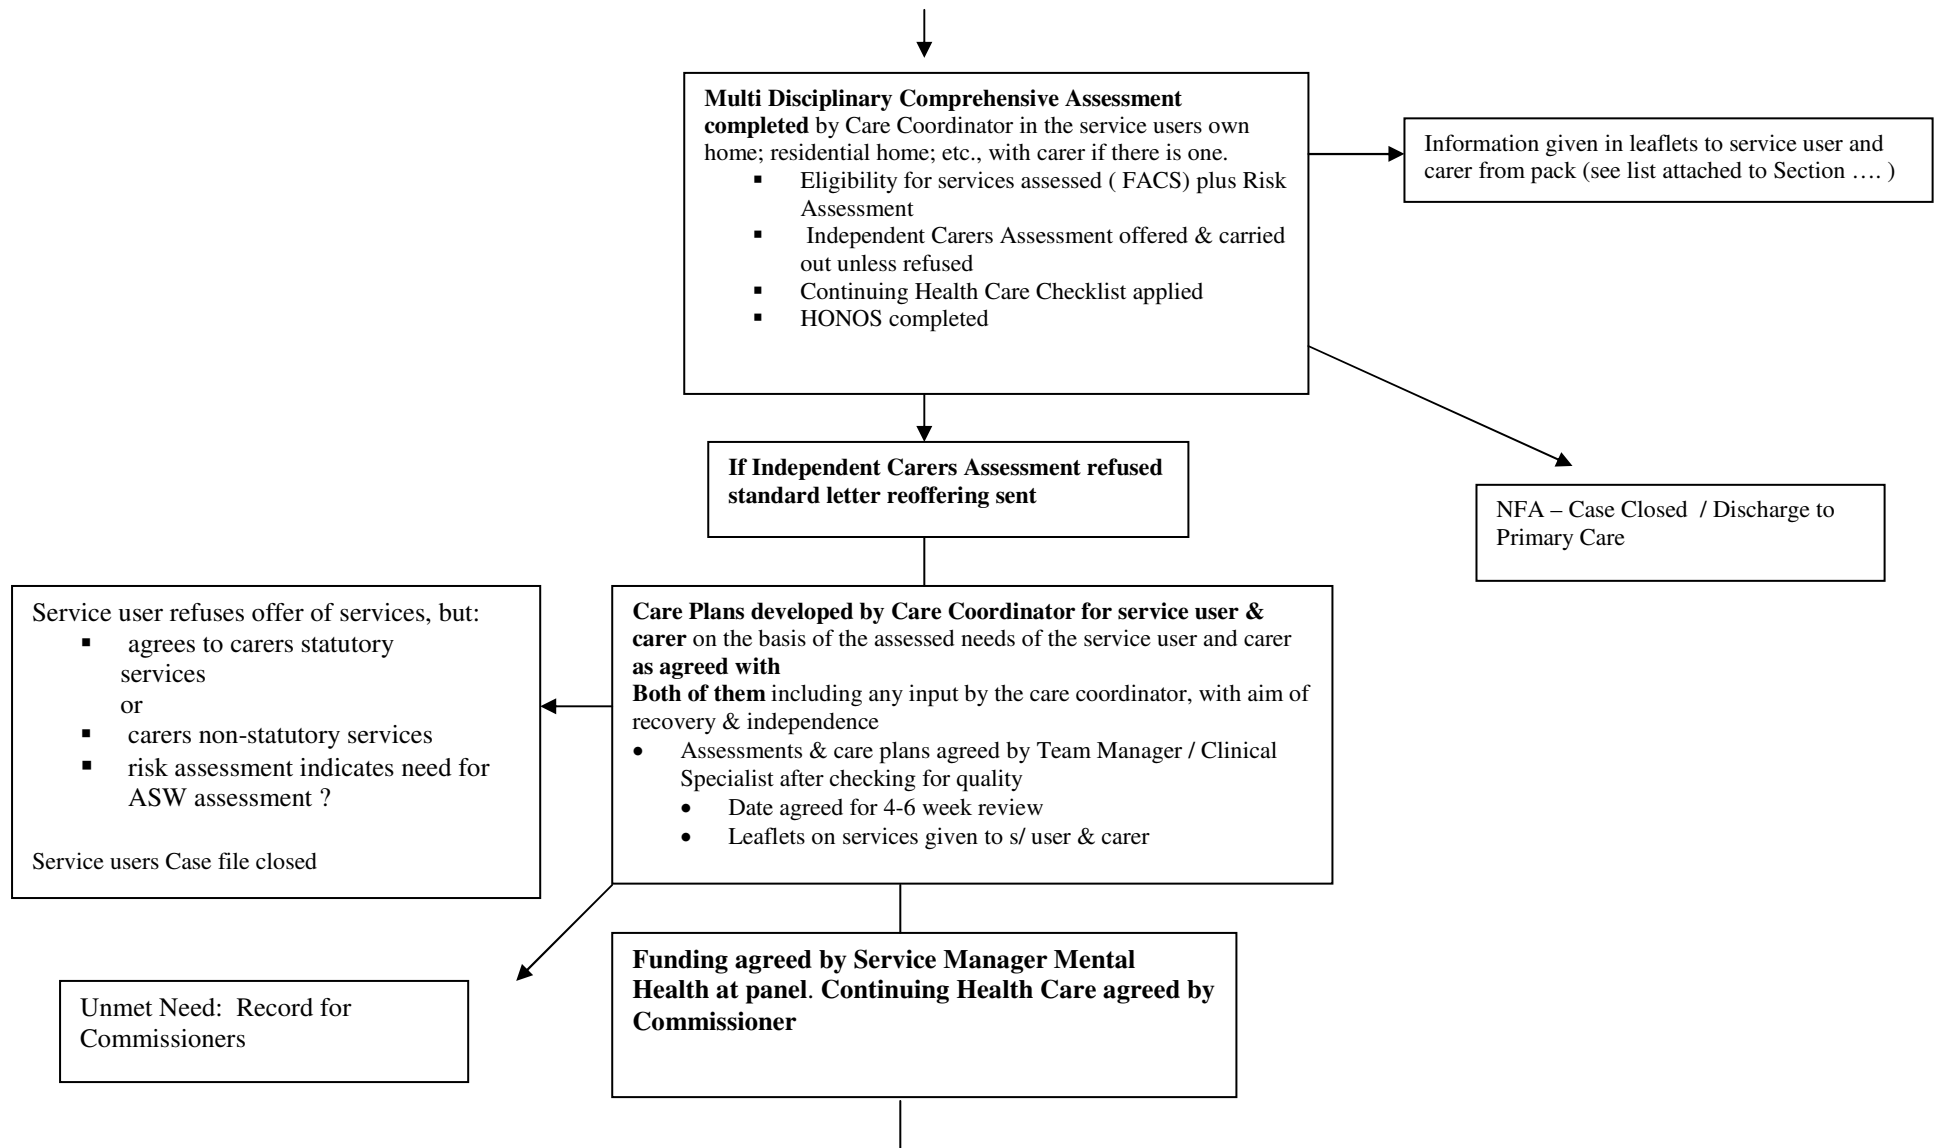 Multi Disciplinary Comprehensive Assessment
completed by Care Coordinator in the service users own
home; residential home; etc., with carer if there is one.
▪ Eligibility for services assessed ( FACS) plus Risk
Assessment
▪ Independent Carers Assessment offered & carried
out unless refused
▪ Continuing Health Care Checklist applied
▪ HONOS completed
Information given in leaflets to service user and
carer from pack (see list attached to Section …. )
If Independent Carers Assessment refused
standard letter reoffering sent
NFA – Case Closed / Discharge to
Primary Care
Service user refuses offer of services, but:
▪ agrees to carers statutory
services
or
▪ carers non-statutory services
▪ risk assessment indicates need for
ASW assessment ?
Service users Case file closed
Care Plans developed by Care Coordinator for service user &
carer on the basis of the assessed needs of the service user and carer
as agreed with
Both of them including any input by the care coordinator, with aim of
recovery & independence
• Assessments & care plans agreed by Team Manager / Clinical
Specialist after checking for quality
• Date agreed for 4-6 week review
• Leaflets on services given to s/ user & carer
Unmet Need: Record for
Commissioners
Funding agreed by Service Manager Mental
Health at panel. Continuing Health Care agreed by
Commissioner